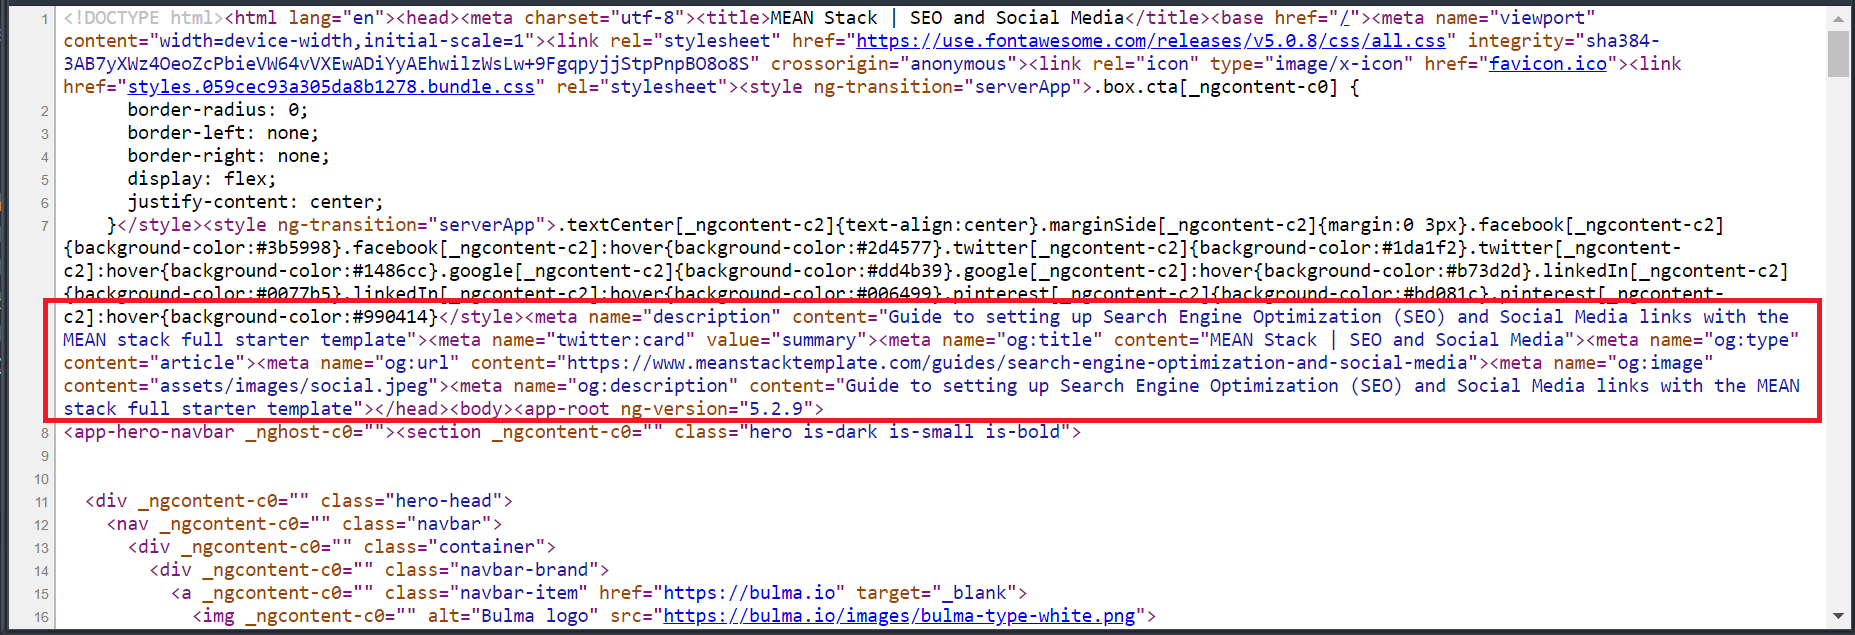 1 <!DOCTYPE html><html lang="en"><head><meta charset="utf-8"><title>MEAN Stack | SEO and Social Media</title><base href="/"><meta name="viewport"
content="width=device-width,initial-scale=1"><link rel="stylesheet" href="https://use.fontawesome.com/releases/v5.0.8/css/all.css" integrity="sha384-
3AB7yXWz4OeoZcPbieVW64vVXEwADiYyAEhwilzWsLw+9FgqpyjjStpPnpBO8o8S" crossorigin="anonymous"><link rel="icon" type="image/x-icon" href="favicon.ico"><link
href="styles.059cec93a305da8b1278.bundle.css" rel="stylesheet"><style ng-transition="serverApp">.box.cta[_ngcontent-c0] {
2 border-radius: 0;
3 border-left: none;
4 border-right: none;
5 display: flex;
6 justify-content: center;
7 }</style><style ng-transition="serverApp">.textCenter[_ngcontent-c2]{text-align:center}.marginSide[_ngcontent-c2]{margin:0 3px}.facebook[_ngcontent-c2]
{background-color:#3b5998}.facebook[_ngcontent-c2]:hover{background-color:#2d4577}.twitter[_ngcontent-c2]{background-color:#1da1f2}.twitter[_ngcontent-
c2]:hover{background-color:#1486cc}.google[_ngcontent-c2]{background-color:#dd4b39}.google[_ngcontent-c2]:hover{background-color:#b73d2d}.linkedIn[_ngcontent-c2]
{background-color:#0077b5}.linkedIn[_ngcontent-c2]:hover{background-color:#006499}.pinterest[_ngcontent-c2]{background-color:#bd081c}.pinterest[_ngcontent-
c2]:hover{background-color:#990414}</style><meta name="description" content="Guide to setting up Search Engine Optimization (SEO) and Social Media links with the
MEAN stack full starter template"><meta name="twitter:card" value="summary"><meta name="og:title" content="MEAN Stack | SEO and Social Media"><meta name="og:type"
content="article"><meta name="og:url" content="https://www.meanstacktemplate.com/guides/search-engine-optimization-and-social-media"><meta name="og:image"
content="assets/images/social.jpeg"><meta name="og:description" content="Guide to setting up Search Engine Optimization (SEO) and Social Media links with the MEAN
stack full starter template"></head><body><app-root ng-version="5.2.9">
8 <app-hero-navbar _nghost-c0=""><section _ngcontent-c0="" class="hero is-dark is-small is-bold">
9
10
11 <div _ngcontent-c0="" class="hero-head">
12 <nav _ngcontent-c0="" class="navbar">
13 <div _ngcontent-c0="" class="container">
14 <div _ngcontent-c0="" class="navbar-brand">
15 <a _ngcontent-c0="" class="navbar-item" href="https://bulma.io" target="_blank">
16 <img _ngcontent-c0="" alt="Bulma logo" src="https://bulma.io/images/bulma-type-white.png">